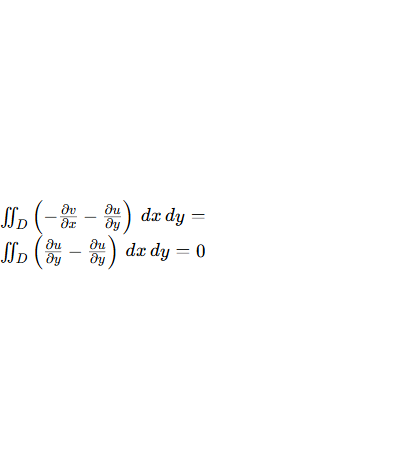 ∬_D (−∂v/∂x − ∂u/∂y) dx dy =
∬_D (∂u/∂y − ∂u/∂y) dx dy = 0